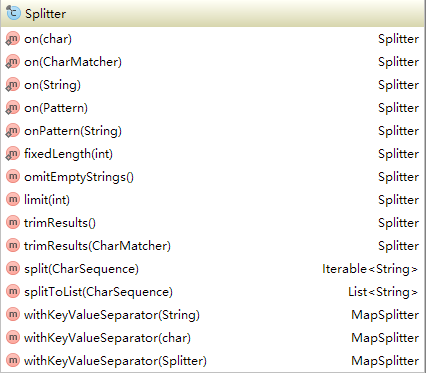 Splitter
on(char) Splitter
on(CharMatcher) Splitter
on(String) Splitter
on(Pattern) Splitter
onPattern(String) Splitter
fixedLength(int) Splitter
omitEmptyStrings() Splitter
limit(int) Splitter
trimResults() Splitter
trimResults(CharMatcher) Splitter
split(CharSequence) Iterable<String>
splitToList(CharSequence) List<String>
withKeyValueSeparator(String) MapSplitter
withKeyValueSeparator(char) MapSplitter
withKeyValueSeparator(Splitter) MapSplitter